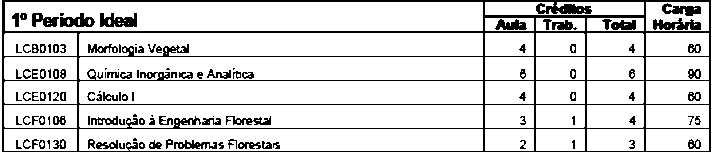 1º Periodo Ideal Créditos Carga
Aula Trab. Total Horária
LCB0103 Morfologia Vegetal 4 0 4 60
LCE0108 Química Inorgânica e Analítica 6 0 6 90
LCE0120 Cálculo I 4 0 4 60
LCF0106 Introdução à Engenharia Florestal 3 1 4 75
LCF0130 Resolução de Problemas Florestais 2 1 3 60